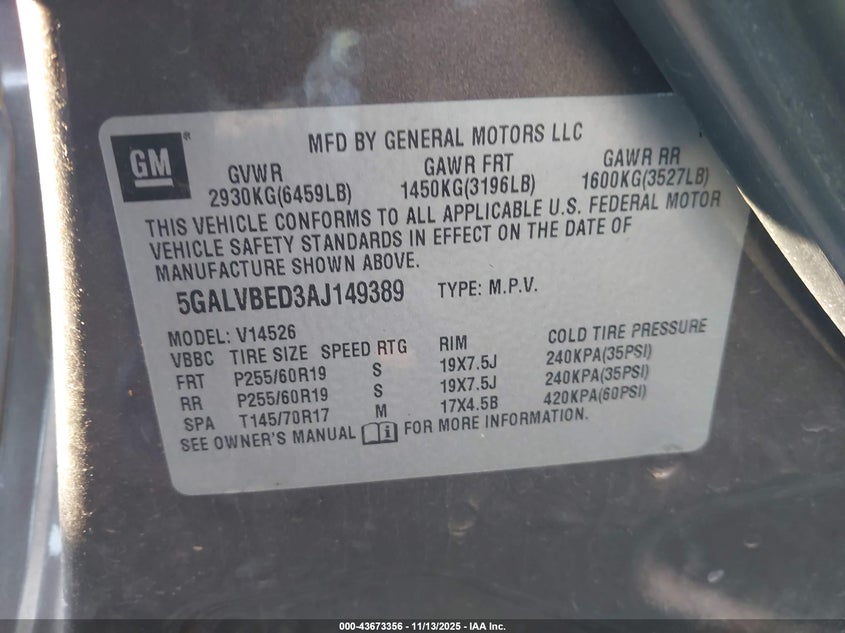 GM®
MFD BY GENERAL MOTORS LLC
GVWR GAWR FRT GAWR RR
2930KG(6459LB) 1450KG(3196LB) 1600KG(3527LB)
THIS VEHICLE CONFORMS TO ALL APPLICABLE U.S. FEDERAL MOTOR
VEHICLE SAFETY STANDARDS IN EFFECT ON THE DATE OF
MANUFACTURE SHOWN ABOVE.
5GALVBED3AJ149389 TYPE: M.P.V.
MODEL: V14526
VBBC TIRE SIZE SPEED RTG RIM COLD TIRE PRESSURE
FRT P255/60R19 S 19X7.5J 240KPA(35PSI)
RR P255/60R19 S 19X7.5J 240KPA(35PSI)
SPA T145/70R17 M 17X4.5B 420KPA(60PSI)
SEE OWNER'S MANUAL FOR MORE INFORMATION.
000-43673356 - 11/13/2025 - IAA Inc.